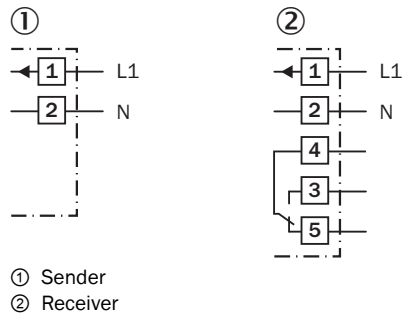 ① ②
1 L1 1 L1
2 N 2 N
4
3
5
① Sender
② Receiver